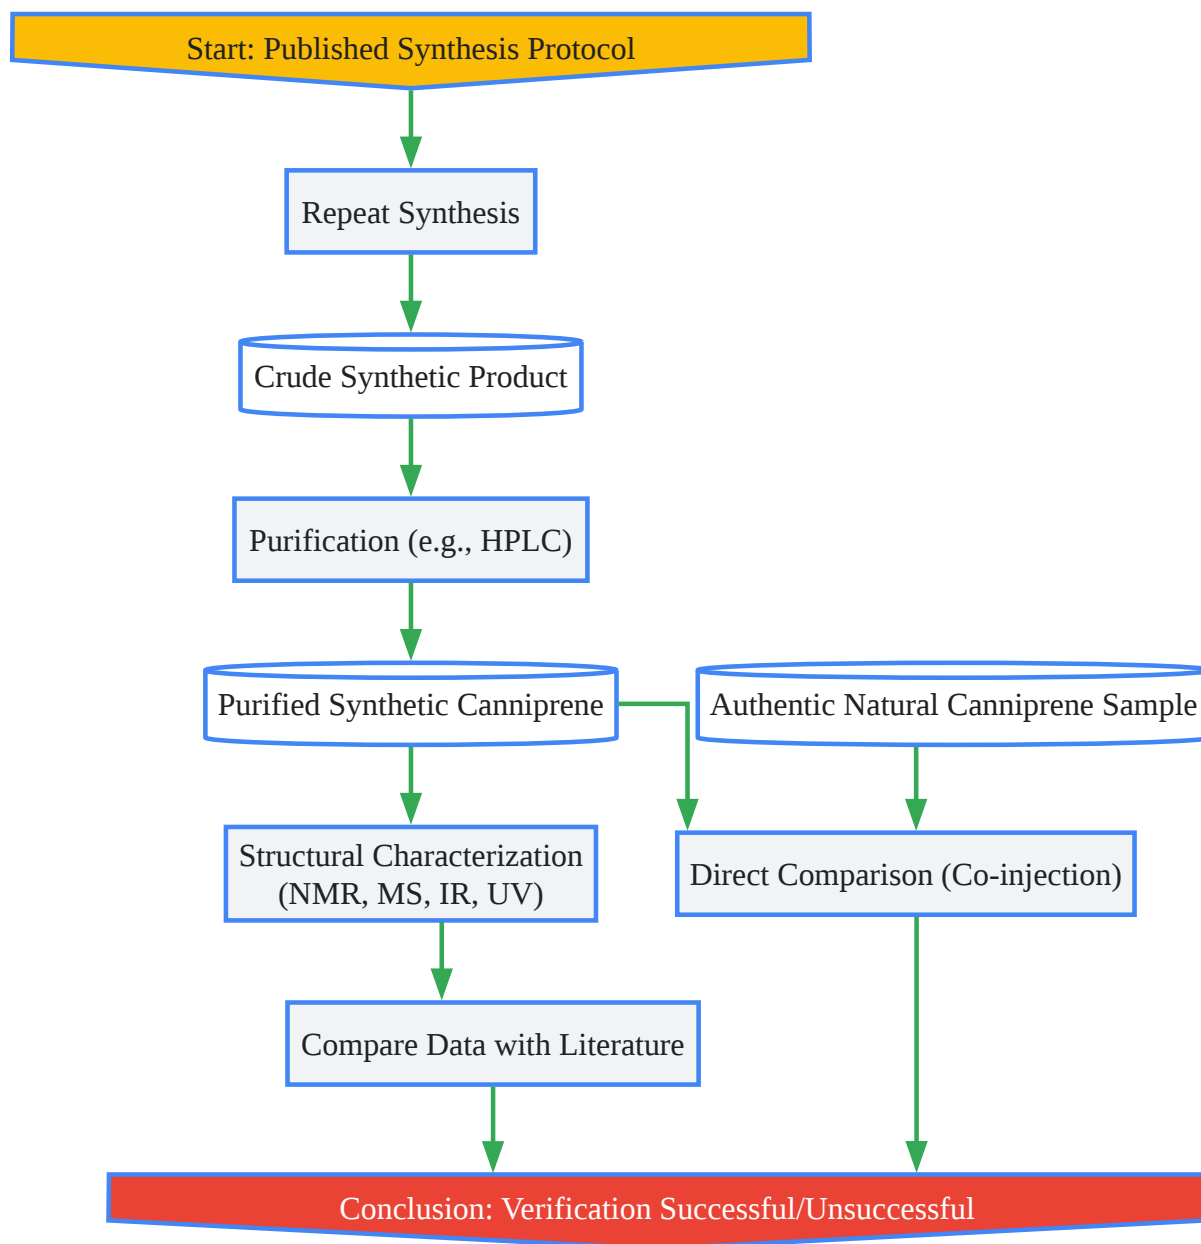 Start: Published Synthesis Protocol
Repeat Synthesis
Crude Synthetic Product
Purification (e.g., HPLC)
Purified Synthetic Canniprene
Authentic Natural Canniprene Sample
Structural Characterization
(NMR, MS, IR, UV)
Direct Comparison (Co-injection)
Compare Data with Literature
Conclusion: Verification Successful/Unsuccessful